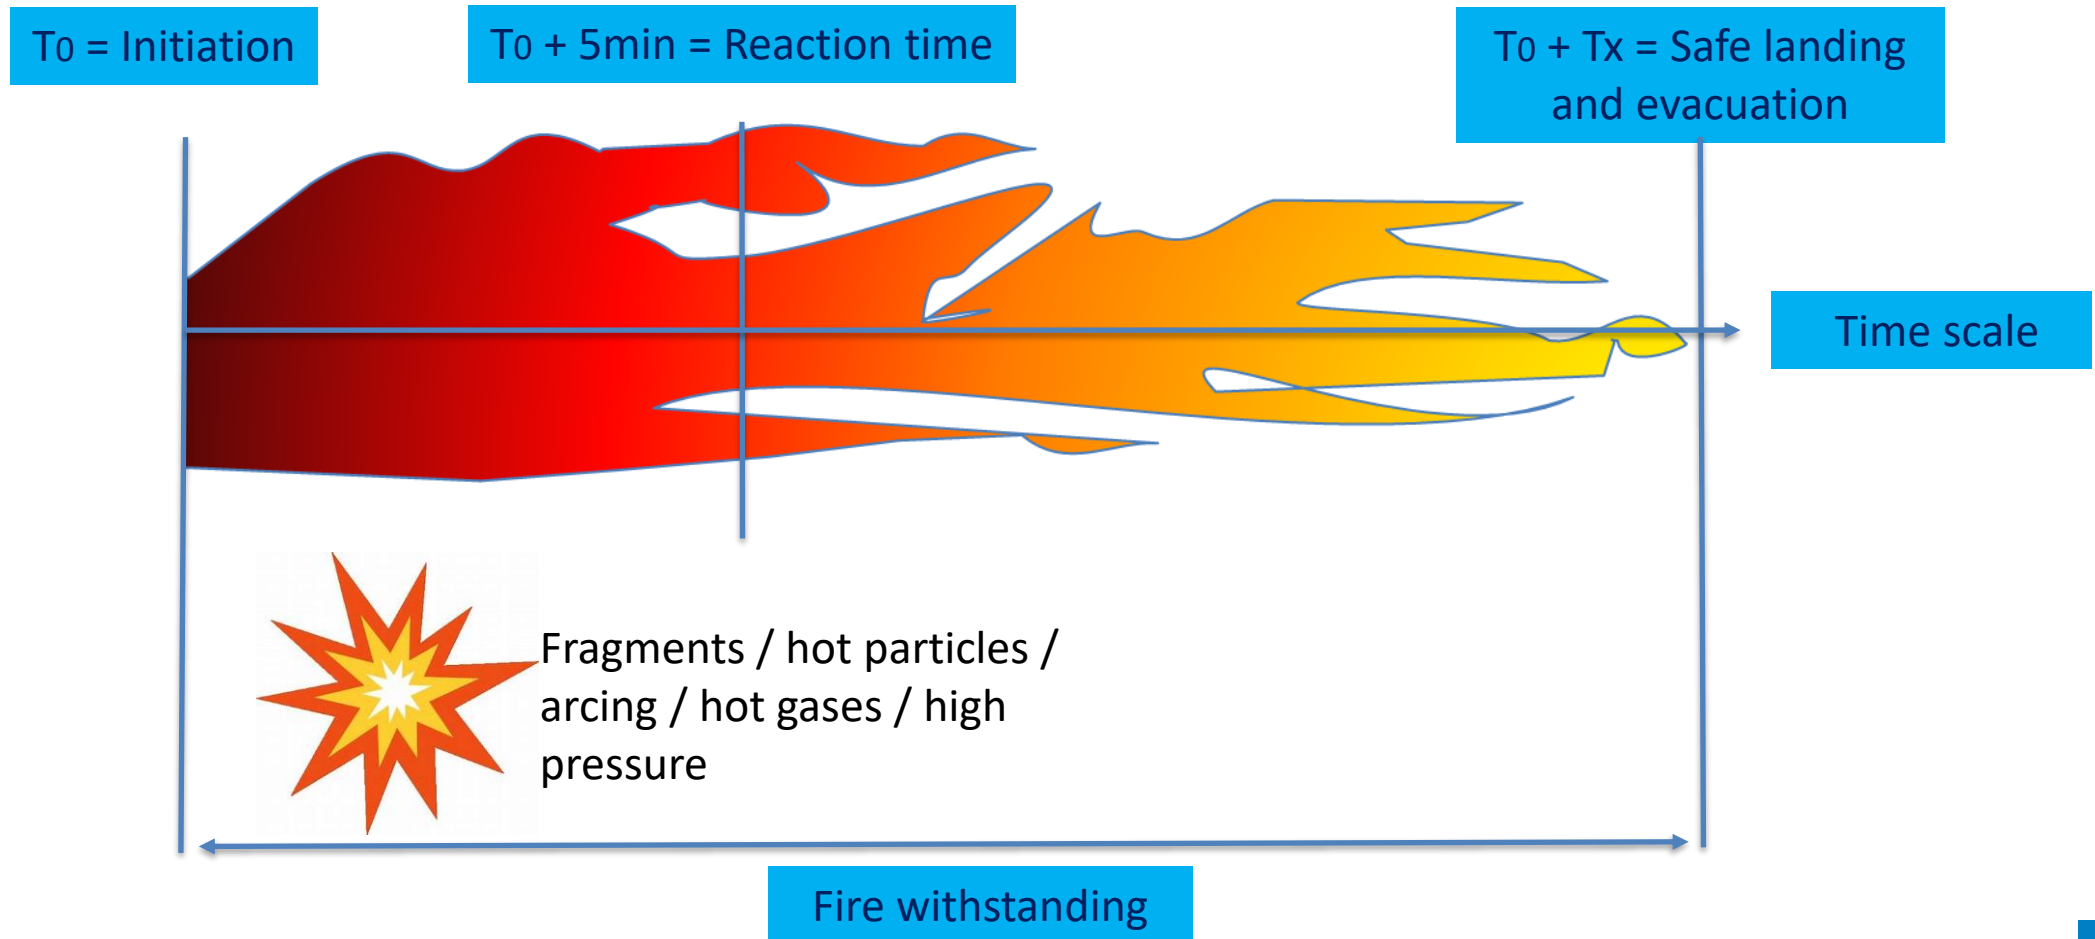 T0 = Initiation
T0 + 5min = Reaction time
T0 + Tx = Safe landing
and evacuation
Time scale
Fragments / hot particles /
arcing / hot gases / high
pressure
Fire withstanding